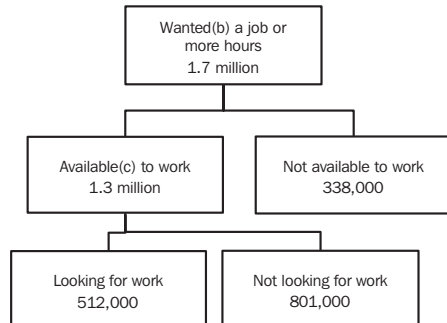 Wanted(b) a job or
more hours
1.7 million
Available(c) to work
1.3 million
Not available to work
338,000
Looking for work
512,000
Not looking for work
801,000